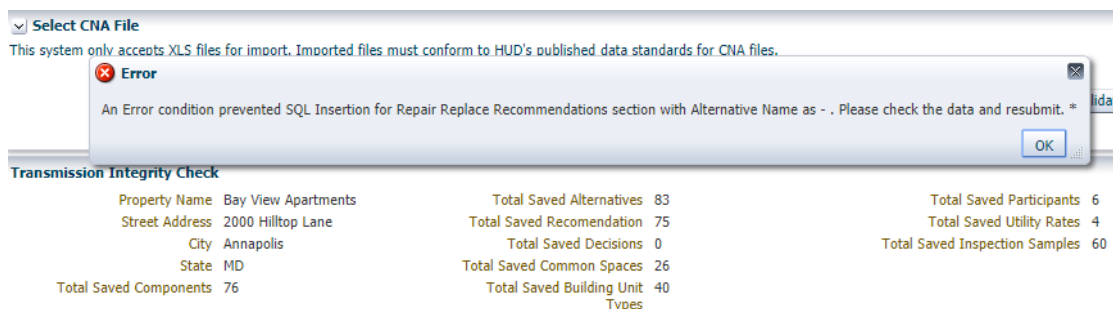 Select CNA File
This system only accepts XLS files for import. Imported files must conform to HUD's published data standards for CNA files.
Error
An Error condition prevented SQL Insertion for Repair Replace Recommendations section with Alternative Name as - . Please check the data and resubmit. *
lida
OK
Transmission Integrity Check
Property Name Bay View Apartments Total Saved Alternatives 83 Total Saved Participants 6
Street Address 2000 Hilltop Lane Total Saved Recomendation 75 Total Saved Utility Rates 4
City Annapolis Total Saved Decisions 0 Total Saved Inspection Samples 60
State MD Total Saved Common Spaces 26
Total Saved Components 76 Total Saved Building Unit 40
Types